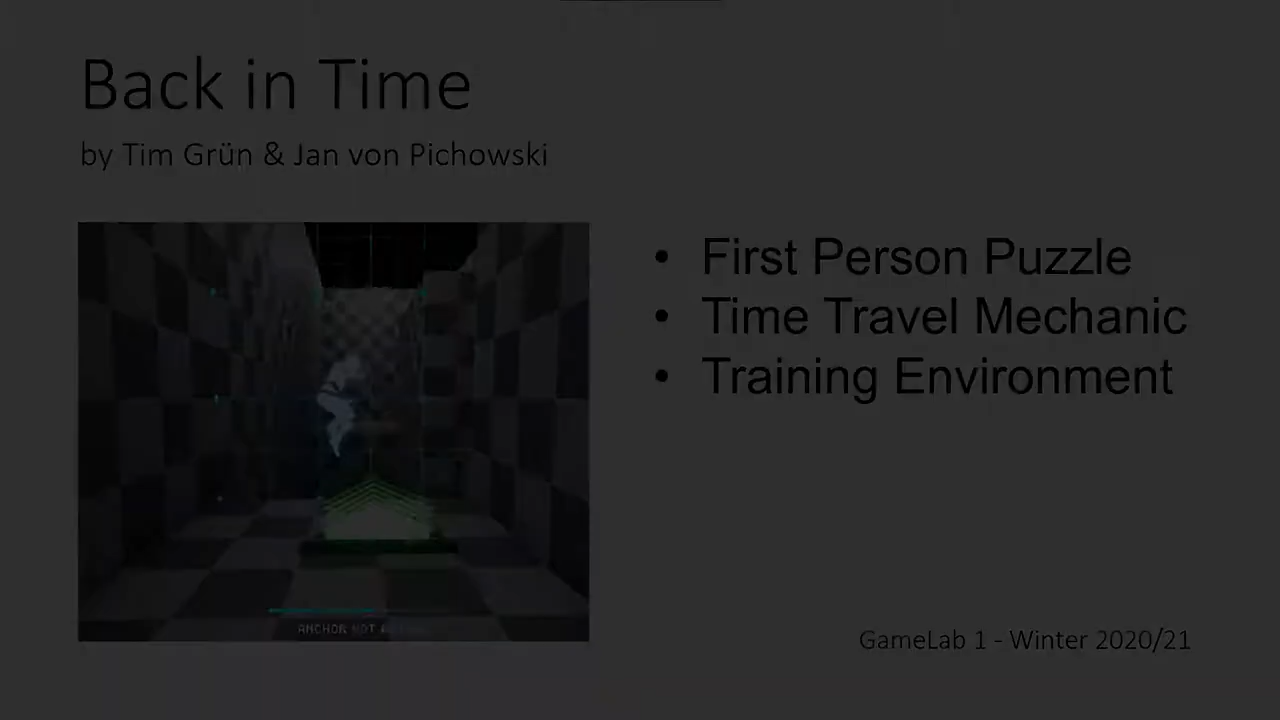 Back in Time
by Tim Grün & Jan von Pichowski
• First Person Puzzle
• Time Travel Mechanic
• Training Environment
ANCHOR NOT
GameLab 1 - Winter 2020/21